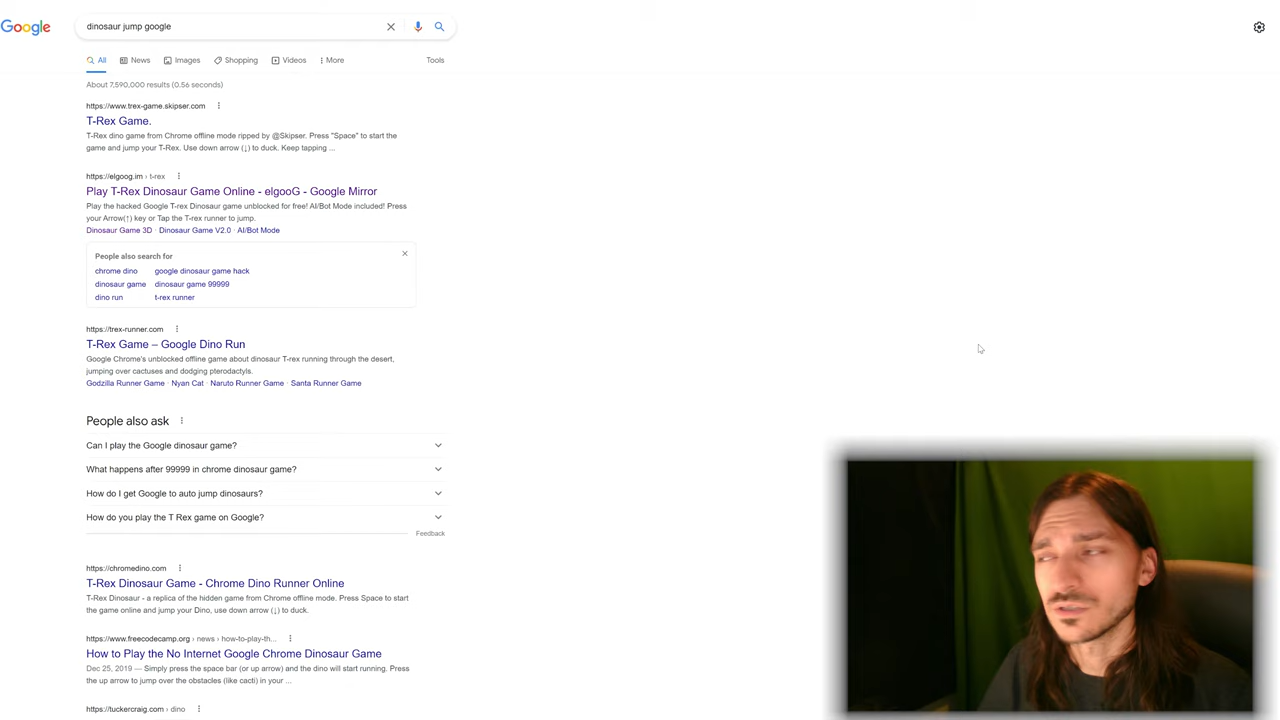 Google
dinosaur jump google
All
News
Images
Shopping
Videos
More
Tools
About 7,590,000 results (0.56 seconds)
https://www.trex-game.skipser.com
T-Rex Game.
T-Rex dino game from Chrome offline mode ripped by @Skipser. Press "Space" to start the
game and jump your T-Rex. Use down arrow (↓) to duck. Keep tapping ...
https://elgoog.im › t-rex
Play T-Rex Dinosaur Game Online - elgooG - Google Mirror
Play the hacked Google T-rex Dinosaur game unblocked for free! AI/Bot Mode included! Press
your Arrow(↑) key or Tap the T-rex runner to jump.
Dinosaur Game 3D · Dinosaur Game V2.0 · AI/Bot Mode
People also search for
chrome dino google dinosaur game hack
dinosaur game dinosaur game 99999
dino run t-rex runner
https://trex-runner.com
T-Rex Game – Google Dino Run
Google Chrome's unblocked offline game about dinosaur T-rex running through the desert,
jumping over cactuses and dodging pterodactyls.
Godzilla Runner Game · Nyan Cat · Naruto Runner Game · Santa Runner Game
People also ask
Can I play the Google dinosaur game?
What happens after 99999 in chrome dinosaur game?
How do I get Google to auto jump dinosaurs?
How do you play the T Rex game on Google?
Feedback
https://chromedino.com
T-Rex Dinosaur Game - Chrome Dino Runner Online
T-Rex Dinosaur - a replica of the hidden game from Chrome offline mode. Press Space to start
the game online and jump your Dino, use down arrow (↓) to duck.
https://www.freecodecamp.org › news › how-to-play-th...
How to Play the No Internet Google Chrome Dinosaur Game
Dec 25, 2019 — Simply press the space bar (or up arrow) and the dino will start running. Press
the up arrow to jump over the obstacles (like cacti) in your ...
https://tuckercraig.com › dino